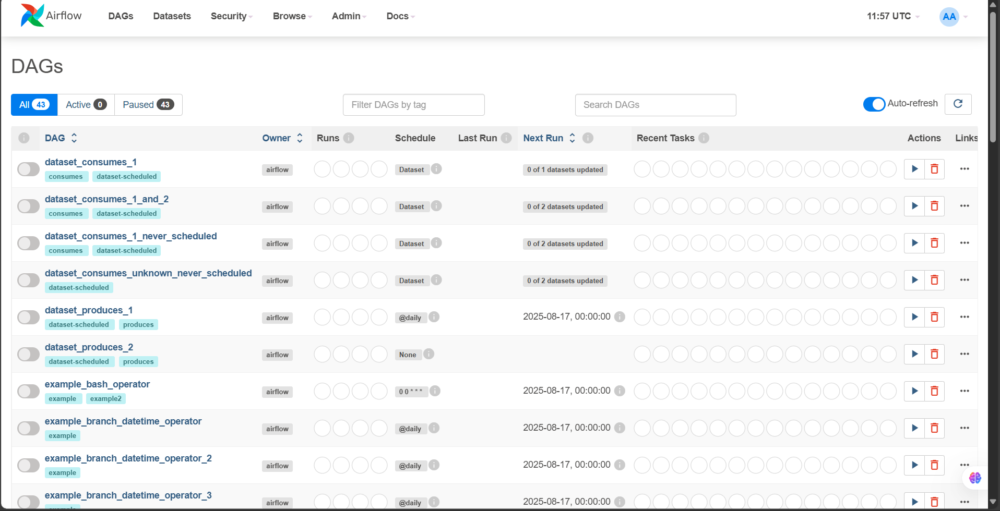 Airflow DAGs Datasets Security Browse Admin Docs 11:57 UTC AA
DAGs
All 43 Active 0 Paused 43 Filter DAGs by tag Search DAGs Auto-refresh
DAG Owner Runs Schedule Last Run Next Run Recent Tasks Actions Links
dataset_consumes_1
consumes dataset-scheduled airflow Dataset 0 of 1 datasets updated
dataset_consumes_1_and_2
consumes dataset-scheduled airflow Dataset 0 of 2 datasets updated
dataset_consumes_1_never_scheduled
consumes dataset-scheduled airflow Dataset 0 of 2 datasets updated
dataset_consumes_unknown_never_scheduled
dataset-scheduled airflow Dataset 0 of 2 datasets updated
dataset_produces_1
dataset-scheduled produces airflow @daily 2025-08-17, 00:00:00
dataset_produces_2
dataset-scheduled produces airflow None
example_bash_operator
example example2 airflow 0 0 * * * 2025-08-17, 00:00:00
example_branch_datetime_operator
example airflow @daily 2025-08-17, 00:00:00
example_branch_datetime_operator_2
example airflow @daily 2025-08-17, 00:00:00
example_branch_datetime_operator_3
airflow @daily 2025-08-17, 00:00:00